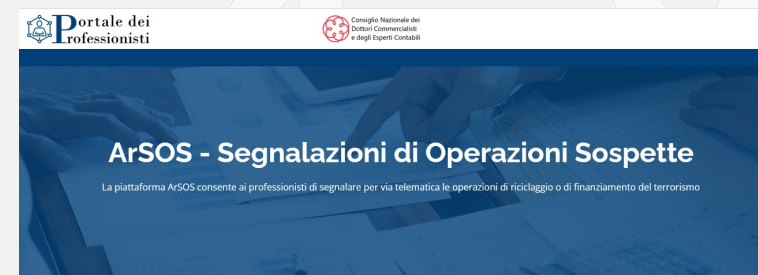 Portale dei
Professionisti
Consiglio Nazionale dei
Dottori Commercialisti
e degli Esperti Contabili
ArSOS - Segnalazioni di Operazioni Sospette
La piattaforma ArSOS consente ai professionisti di segnalare per via telematica le operazioni di riciclaggio o di finanziamento del terrorismo